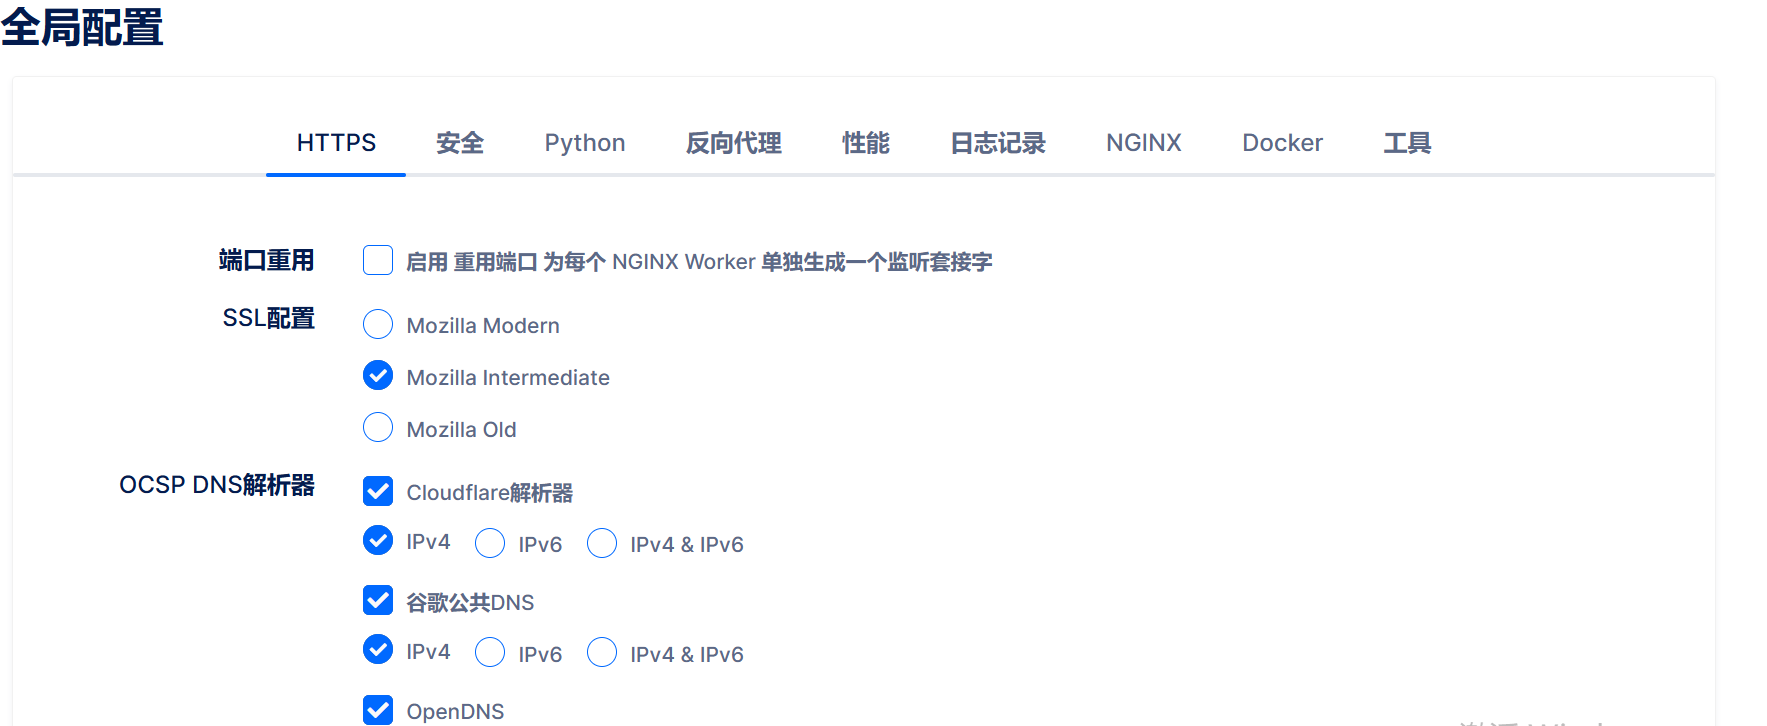 全局配置
HTTPS 安全 Python 反向代理 性能 日志记录 NGINX Docker 工具
端口重用 启用 重用端口 为每个 NGINX Worker 单独生成一个监听套接字
SSL配置 Mozilla Modern
Mozilla Intermediate
Mozilla Old
OCSP DNS解析器 Cloudflare解析器
IPv4 IPv6 IPv4 & IPv6
谷歌公共DNS
IPv4 IPv6 IPv4 & IPv6
OpenDNS